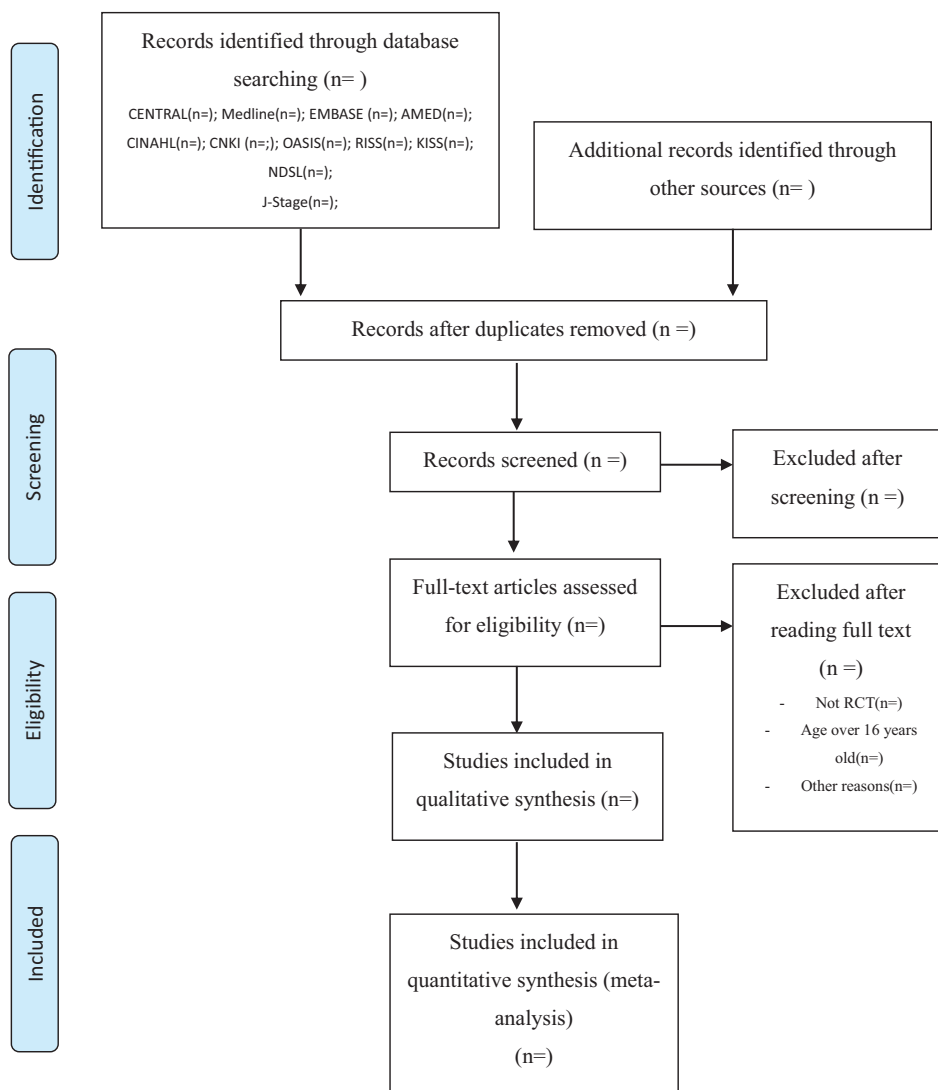 Identification
Records identified through database
searching (n= )
CENTRAL(n=); Medline(n=); EMBASE (n=); AMED(n=);
CINAHL(n=); CNKI (n=;); OASIS(n=); RISS(n=); KISS(n=);
NDSL(n=);
J-Stage(n=);
Additional records identified through
other sources (n= )
Records after duplicates removed (n =)
Screening
Records screened (n =)
Excluded after
screening (n =)
Eligibility
Full-text articles assessed
for eligibility (n=)
Excluded after
reading full text
(n =)
- Not RCT(n=)
- Age over 16 years
old(n=)
- Other reasons(n=)
Studies included in
qualitative synthesis (n=)
Included
Studies included in
quantitative synthesis (meta-
analysis)
(n=)